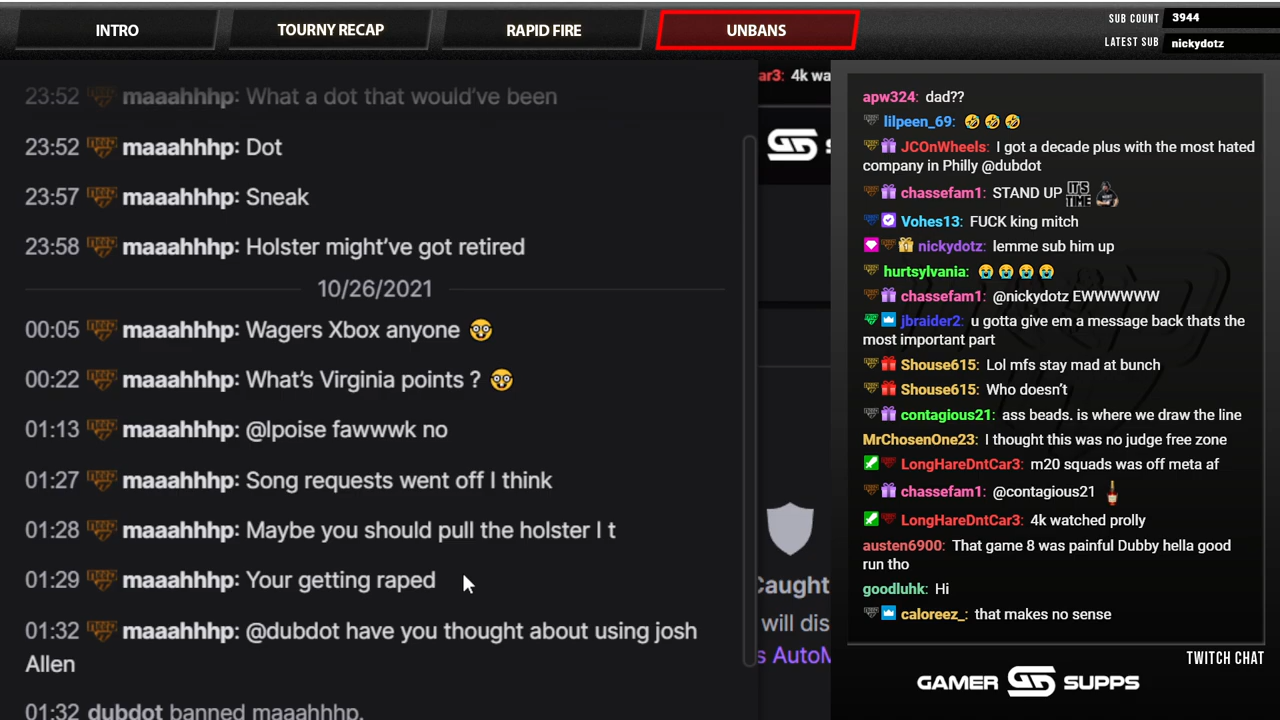 INTRO
TOURNY RECAP
RAPID FIRE
UNBANS
SUB COUNT 3944
LATEST SUB nickydotz
23:52 maaahhhp: What a dot that would've been
23:52 maaahhhp: Dot
23:57 maaahhhp: Sneak
23:58 maaahhhp: Holster might've got retired
10/26/2021
00:05 maaahhhp: Wagers Xbox anyone
00:22 maaahhhp: What's Virginia points ?
01:13 maaahhhp: @lpoise fawwwk no
01:27 maaahhhp: Song requests went off I think
01:28 maaahhhp: Maybe you should pull the holster I t
01:29 maaahhhp: Your getting raped
01:32 maaahhhp: @dubdot have you thought about using josh
Allen
01:32 dubdot banned maaahhhp.
ar3: 4k wa
Caught
will dis
s AutoM
apw324: dad??
lilpeen_69: 🤣 🤣 🤣
JCOnWheels: I got a decade plus with the most hated
company in Philly @dubdot
chassefam1: STAND UP IT'S TIME
Vohes13: FUCK king mitch
nickydotz: lemme sub him up
hurtsylvania: 😭 😭 😭 😭
chassefam1: @nickydotz EWWWWWW
jbraider2: u gotta give em a message back thats the
most important part
Shouse615: Lol mfs stay mad at bunch
Shouse615: Who doesn't
contagious21: ass beads. is where we draw the line
MrChosenOne23: I thought this was no judge free zone
LongHareDntCar3: m20 squads was off meta af
chassefam1: @contagious21
LongHareDntCar3: 4k watched prolly
austen6900: That game 8 was painful Dubby hella good
run tho
goodluhk: Hi
caloreez_: that makes no sense
TWITCH CHAT
GAMER SUPPS